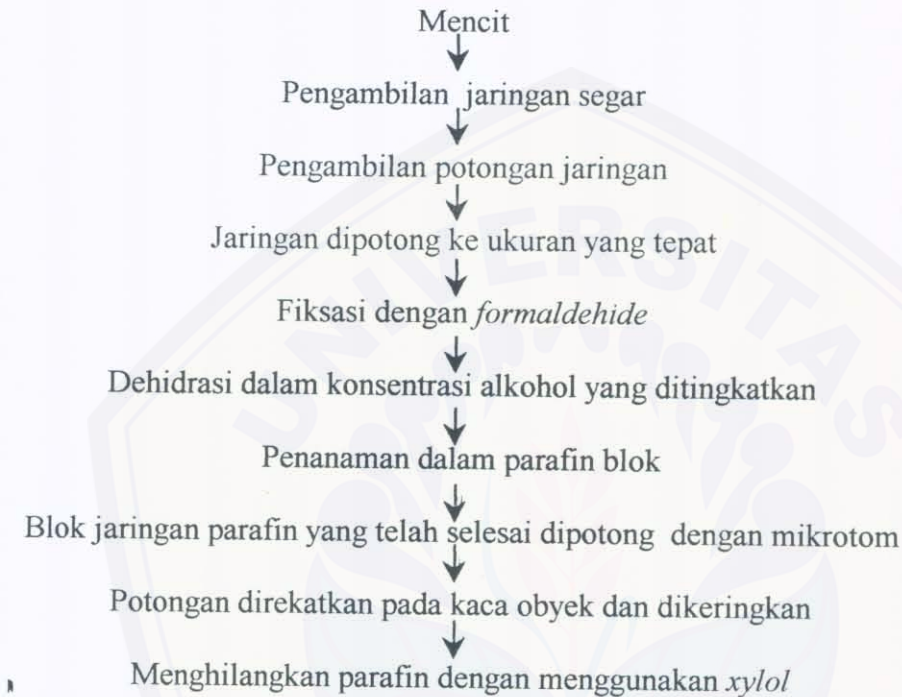 Mencit
Pengambilan jaringan segar
Pengambilan potongan jaringan
Jaringan dipotong ke ukuran yang tepat
Fiksasi dengan formaldehide
Dehidrasi dalam konsentrasi alkohol yang ditingkatkan
Penanaman dalam parafin blok
Blok jaringan parafin yang telah selesai dipotong dengan mikrotom
Potongan direkatkan pada kaca obyek dan dikeringkan
Menghilangkan parafin dengan menggunakan xylol
UNIVERSITAS